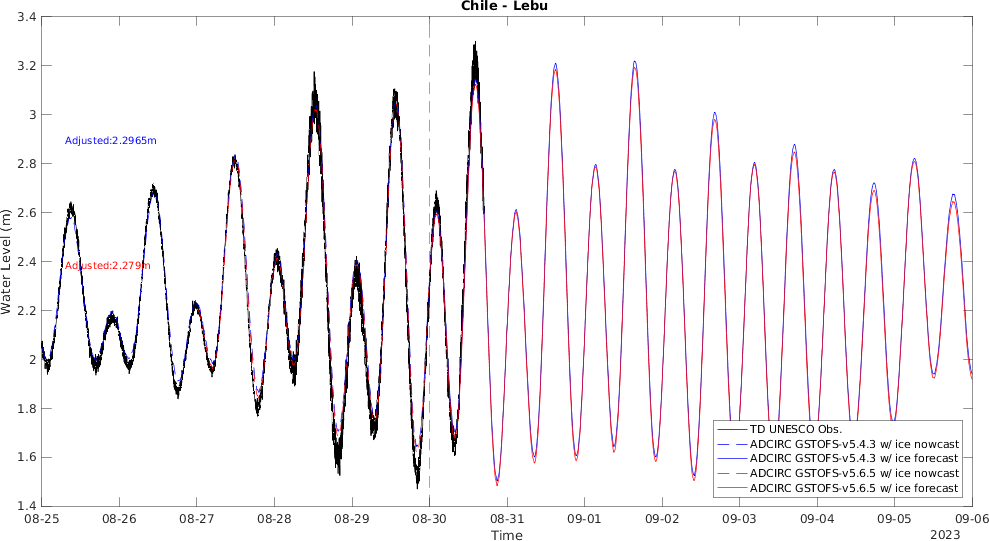 Chile - Lebu
3.4
3.2
3
2.8
2.6
2.4
2.2
2
1.8
1.6
1.4
Water Level (m)
Adjusted:2.2965m
Adjusted:2.279m
TD UNESCO Obs.
ADCIRC GSTOFS-v5.4.3 w/ ice nowcast
ADCIRC GSTOFS-v5.4.3 w/ ice forecast
ADCIRC GSTOFS-v5.6.5 w/ ice nowcast
ADCIRC GSTOFS-v5.6.5 w/ ice forecast
08-25 08-26 08-27 08-28 08-29 08-30 08-31 09-01 09-02 09-03 09-04 09-05 09-06
Time
2023